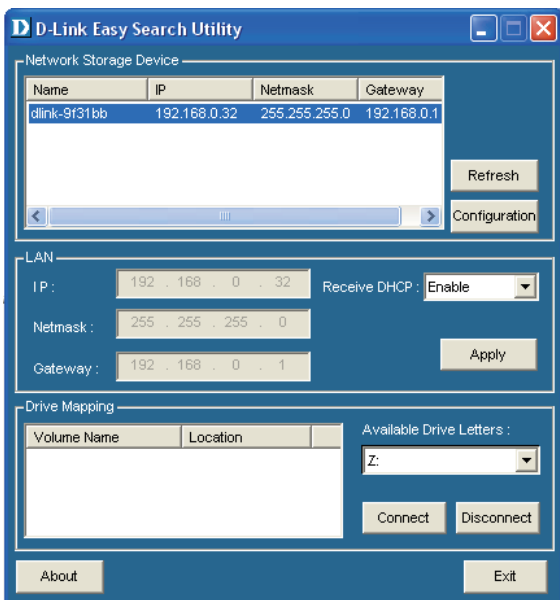 D D-Link Easy Search Utility
Network Storage Device
Name IP Netmask Gateway
dlink-9f31bb 192.168.0.32 255.255.255.0 192.168.0.1
Refresh
Configuration
LAN
IP : 192 . 168 . 0 . 32 Receive DHCP : Enable
Netmask : 255 . 255 . 255 . 0
Gateway : 192 . 168 . 0 . 1 Apply
Drive Mapping
Volume Name Location Available Drive Letters :
Z:
Connect Disconnect
About Exit